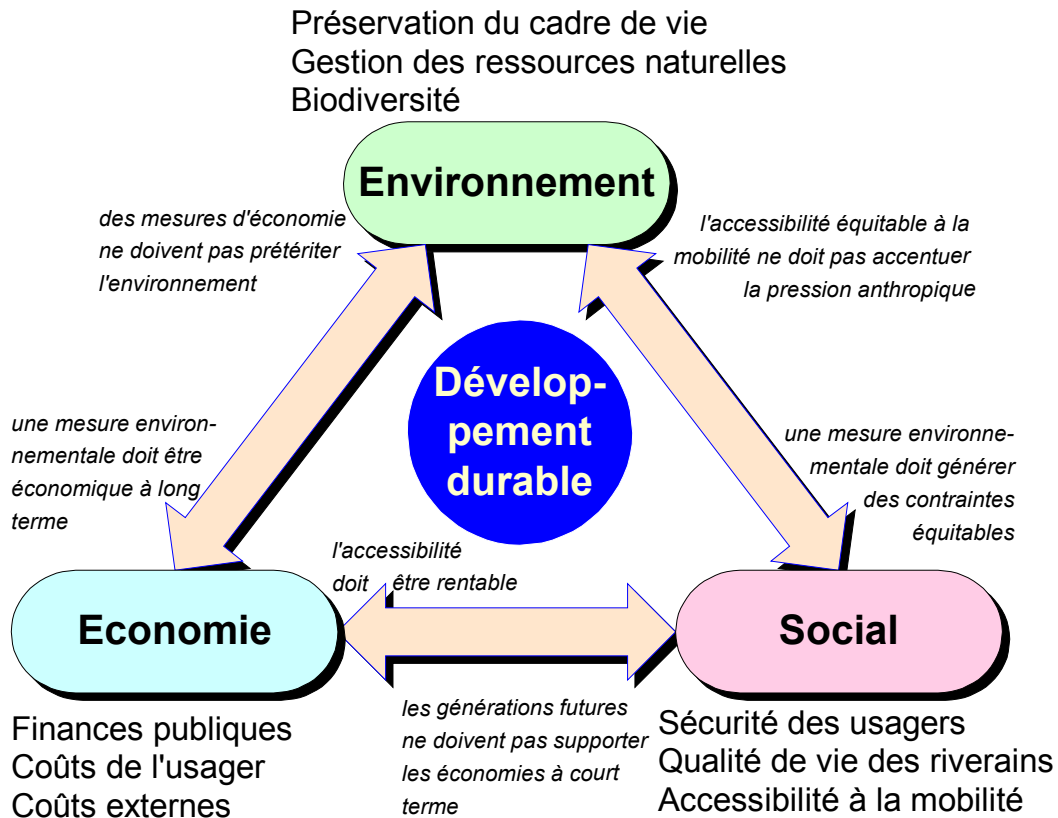 Préservation du cadre de vie
Gestion des ressources naturelles
Biodiversité
Environnement
des mesures d'économie
ne doivent pas prétériter
l'environnement
l'accessibilité équitable à la
mobilité ne doit pas accentuer
la pression anthropique
Dévelop-
pement
durable
une mesure environ-
nementale doit être
économique à long
terme
une mesure environne-
mentale doit générer
des contraintes
équitables
l'accessibilité
doit être rentable
Economie
Social
les générations futures
ne doivent pas supporter
les économies à court
terme
Finances publiques
Coûts de l'usager
Coûts externes
Sécurité des usagers
Qualité de vie des riverains
Accessibilité à la mobilité